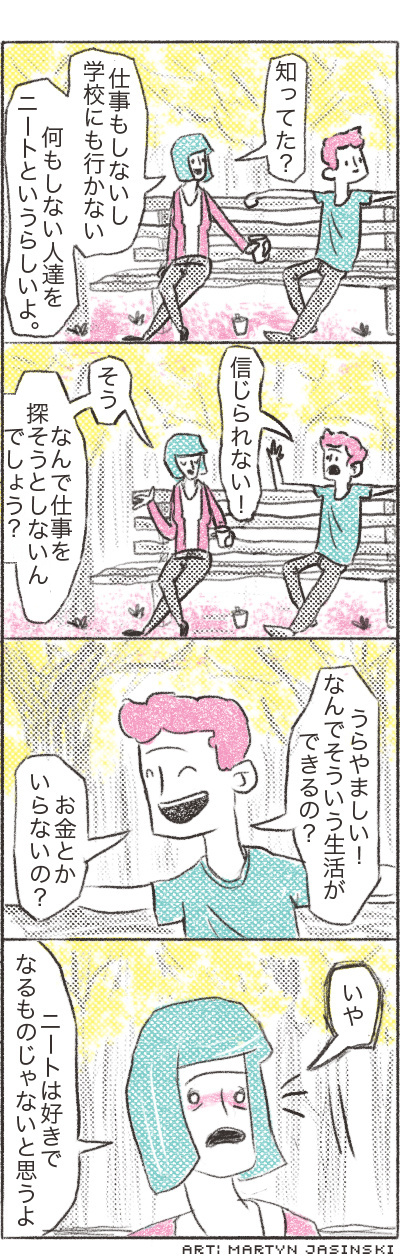 知ってた？
仕事もしないし
学校にも行かない
何もしない人達を
ニートというらしいよ。
信じられない！
そう
なんで仕事を
探そうとしないん
でしょう？
うらやましい！
なんでそういう生活が
できるの？
お金とか
いらないの？
いや
ニートは好きで
なるものじゃないと思うよ
ART: MARTYN JASINSKI